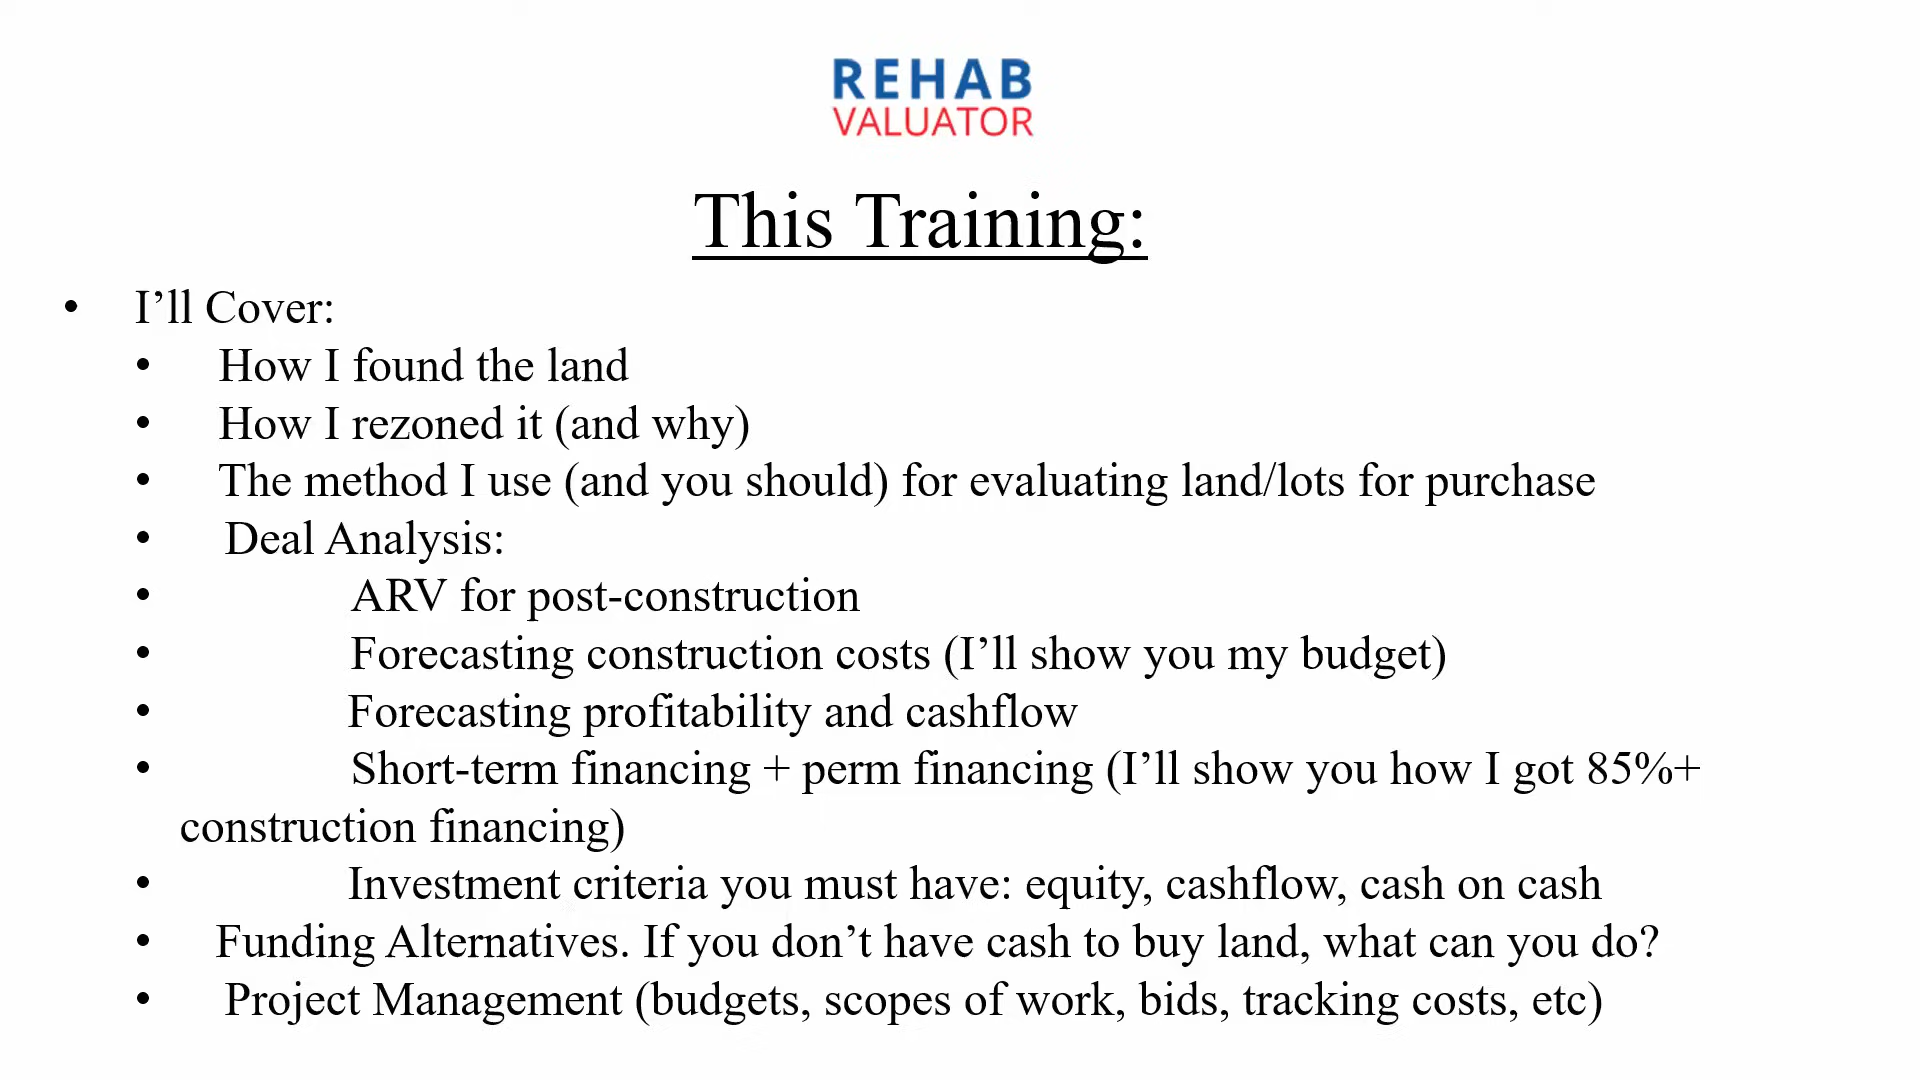 REHAB
VALUATOR
This Training:
• I’ll Cover:
• How I found the land
• How I rezoned it (and why)
• The method I use (and you should) for evaluating land/lots for purchase
• Deal Analysis:
• ARV for post-construction
• Forecasting construction costs (I’ll show you my budget)
• Forecasting profitability and cashflow
• Short-term financing + perm financing (I’ll show you how I got 85%+
construction financing)
• Investment criteria you must have: equity, cashflow, cash on cash
• Funding Alternatives. If you don’t have cash to buy land, what can you do?
• Project Management (budgets, scopes of work, bids, tracking costs, etc)